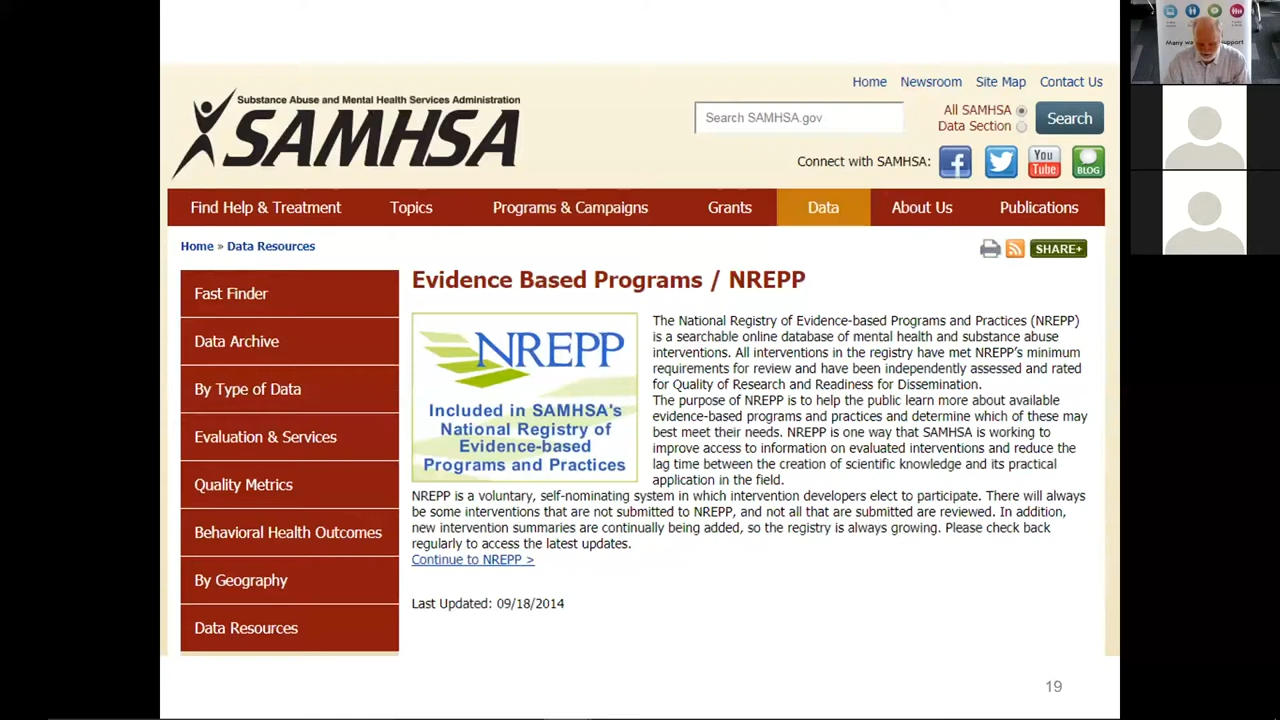 Home Newsroom Site Map Contact Us
Substance Abuse and Mental Health Services Administration
SAMHSA
Search SAMHSA.gov
All SAMHSA
Data Section
Search
Connect with SAMHSA:
You
Tube
BLOG
Find Help & Treatment Topics Programs & Campaigns Grants Data About Us Publications
Home » Data Resources
SHARE+
Fast Finder
Data Archive
By Type of Data
Evaluation & Services
Quality Metrics
Behavioral Health Outcomes
By Geography
Data Resources
Evidence Based Programs / NREPP
NREPP
Included in SAMHSA's
National Registry of
Evidence-based
Programs and Practices
The National Registry of Evidence-based Programs and Practices (NREPP)
is a searchable online database of mental health and substance abuse
interventions. All interventions in the registry have met NREPP's minimum
requirements for review and have been independently assessed and rated
for Quality of Research and Readiness for Dissemination.
The purpose of NREPP is to help the public learn more about available
evidence-based programs and practices and determine which of these may
best meet their needs. NREPP is one way that SAMHSA is working to
improve access to information on evaluated interventions and reduce the
lag time between the creation of scientific knowledge and its practical
application in the field.
NREPP is a voluntary, self-nominating system in which intervention developers elect to participate. There will always
be some interventions that are not submitted to NREPP, and not all that are submitted are reviewed. In addition,
new intervention summaries are continually being added, so the registry is always growing. Please check back
regularly to access the latest updates.
Continue to NREPP >
Last Updated: 09/18/2014
19
Many